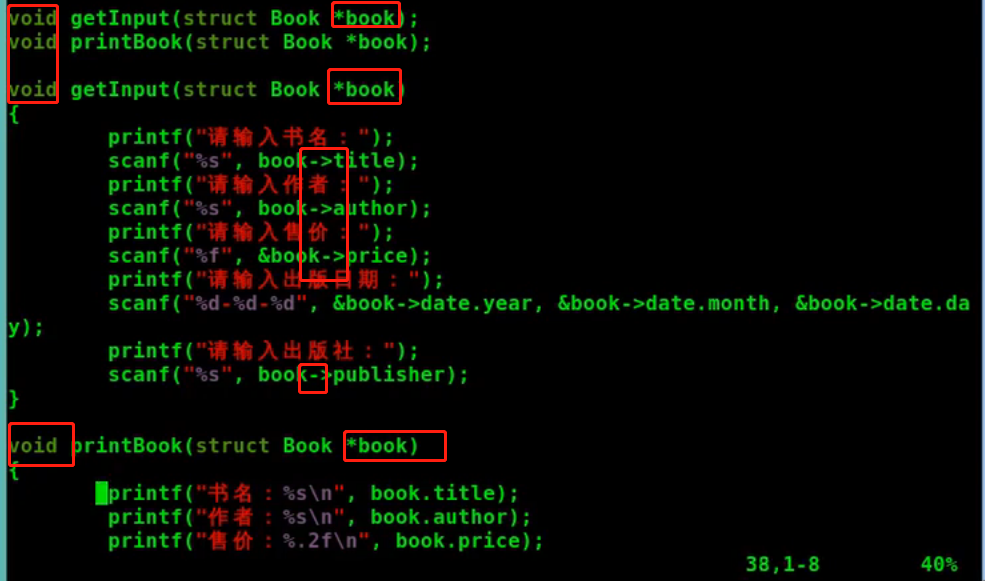 void getInput(struct Book *book);
void printBook(struct Book *book);
void getInput(struct Book *book)
{
printf("请输入书名：");
scanf("%s", book->title);
printf("请输入作者：");
scanf("%s", book->author);
printf("请输入售价：");
scanf("%f", &book->price);
printf("请输入出版日期：");
scanf("%d-%d-%d", &book->date.year, &book->date.month, &book->date.da
y);
printf("请输入出版社：");
scanf("%s", book->publisher);
}
void printBook(struct Book *book)
{
printf("书名：%s\n", book.title);
printf("作者：%s\n", book.author);
printf("售价：%.2f\n", book.price);
38,1-8 40%